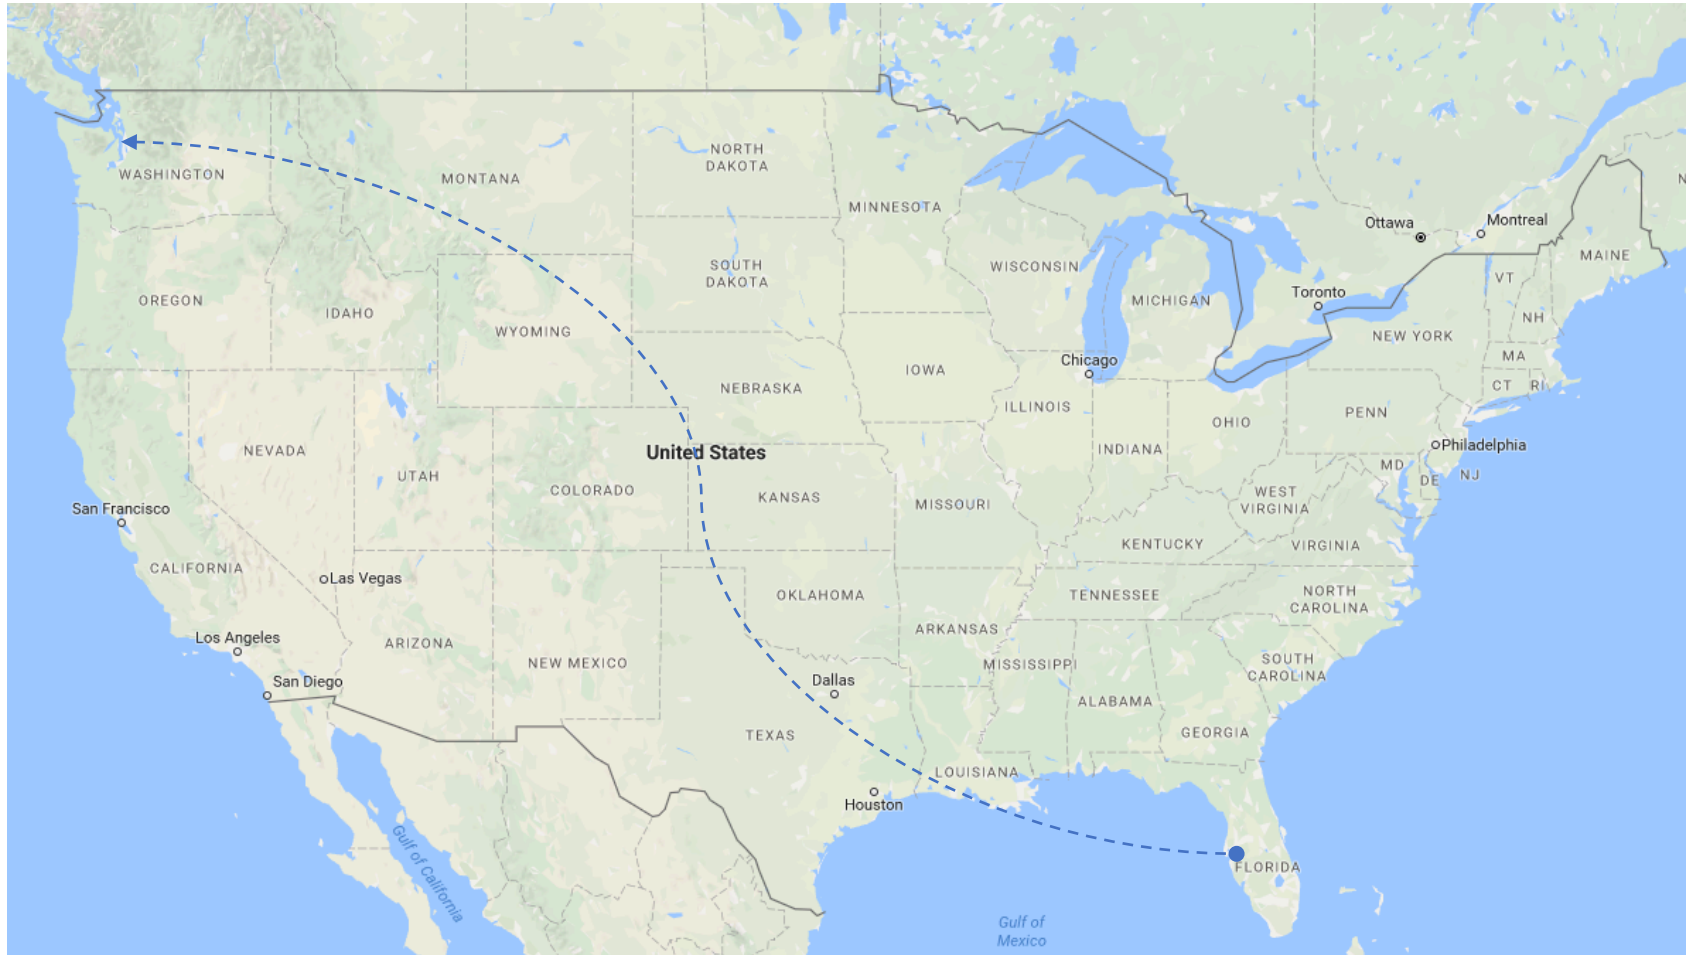 NORTH
DAKOTA
WASHINGTON
MONTANA
MINNESOTA
Ottawa
Montreal
N
MAINE
WISCONSIN
SOUTH
DAKOTA
VT
OREGON
MICHIGAN
Toronto
IDAHO
NH
WYOMING
NEW YORK
MA
Chicago
IOWA
NEBRASKA
CT
RI
ILLINOIS
PENN
OHIO
NEVADA
United States
INDIANA
Philadelphia
MD
NJ
UTAH
DE
COLORADO
KANSAS
MISSOURI
WEST
VIRGINIA
San Francisco
KENTUCKY
VIRGINIA
CALIFORNIA
Las Vegas
OKLAHOMA
TENNESSEE
NORTH
CAROLINA
Los Angeles
ARIZONA
ARKANSAS
NEW MEXICO
MISSISSIPPI
SOUTH
CAROLINA
San Diego
Dallas
ALABAMA
TEXAS
GEORGIA
LOUISIANA
Houston
Gulf of California
FLORIDA
Gulf of
Mexico